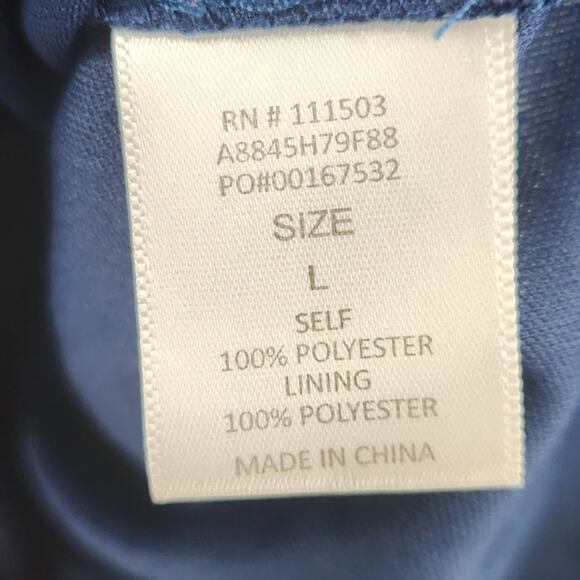 RN # 111503
A8845H79F88
PO#00167532
SIZE
L
SELF
100% POLYESTER
LINING
100% POLYESTER
MADE IN CHINA